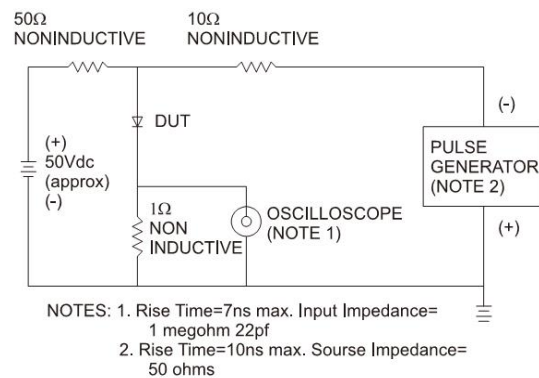 50Ω
NONINDUCTIVE
10Ω
NONINDUCTIVE
(+)
50Vdc
(approx)
(-)
DUT
1Ω
NON
INDUCTIVE
OSCILLOSCOPE
(NOTE 1)
(-)
PULSE
GENERATOR
(NOTE 2)
(+)
NOTES: 1. Rise Time=7ns max. Input Impedance=
1 megohm 22pf
2. Rise Time=10ns max. Sourse Impedance=
50 ohms